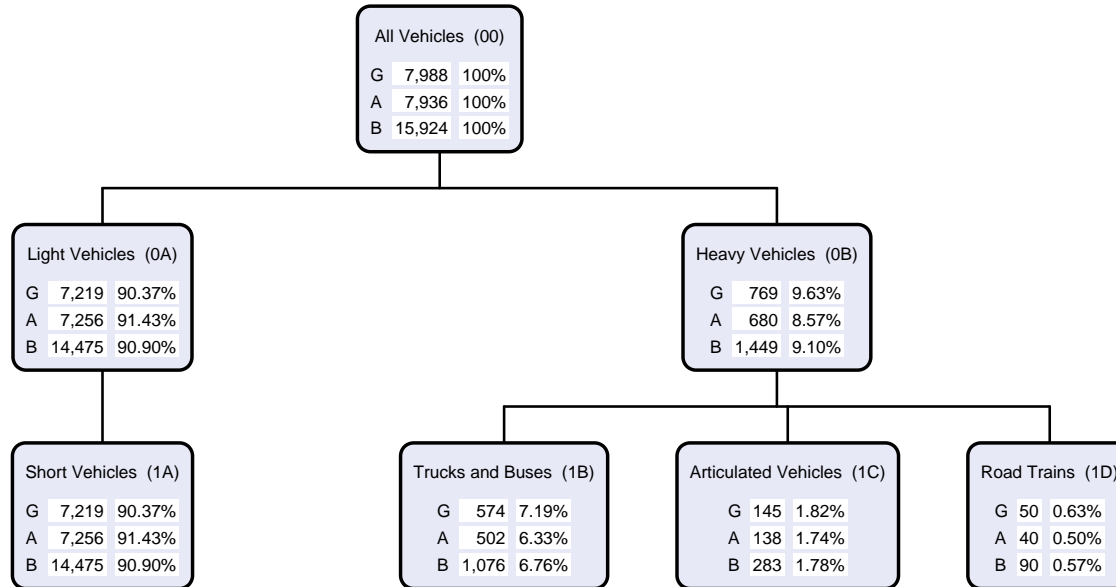 All Vehicles (00)
G 7,988 100%
A 7,936 100%
B 15,924 100%
Light Vehicles (0A)
G 7,219 90.37%
A 7,256 91.43%
B 14,475 90.90%
Heavy Vehicles (0B)
G 769 9.63%
A 680 8.57%
B 1,449 9.10%
Short Vehicles (1A)
G 7,219 90.37%
A 7,256 91.43%
B 14,475 90.90%
Trucks and Buses (1B)
G 574 7.19%
A 502 6.33%
B 1,076 6.76%
Articulated Vehicles (1C)
G 145 1.82%
A 138 1.74%
B 283 1.78%
Road Trains (1D)
G 50 0.63%
A 40 0.50%
B 90 0.57%